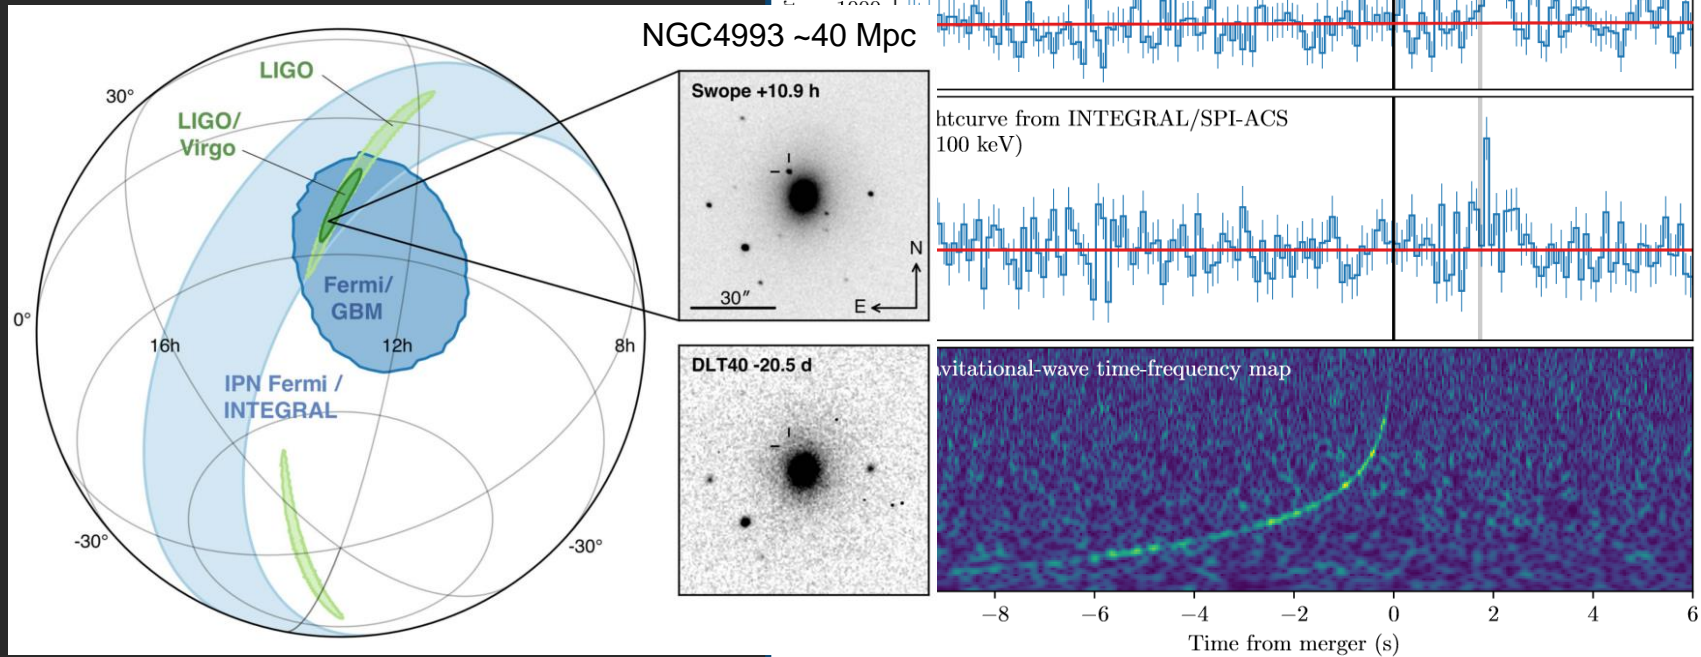 NGC4993 ~40 Mpc
LIGO
30°
LIGO/
Virgo
Fermi/
GBM
0°
16h
12h
8h
IPN Fermi /
INTEGRAL
-30°
-30°
Swope +10.9 h
N
E
30″
DLT40 -20.5 d
htcurve from INTEGRAL/SPI-ACS
100 keV)
avitational-wave time-frequency map
−8 −6 −4 −2 0 2 4 6
Time from merger (s)